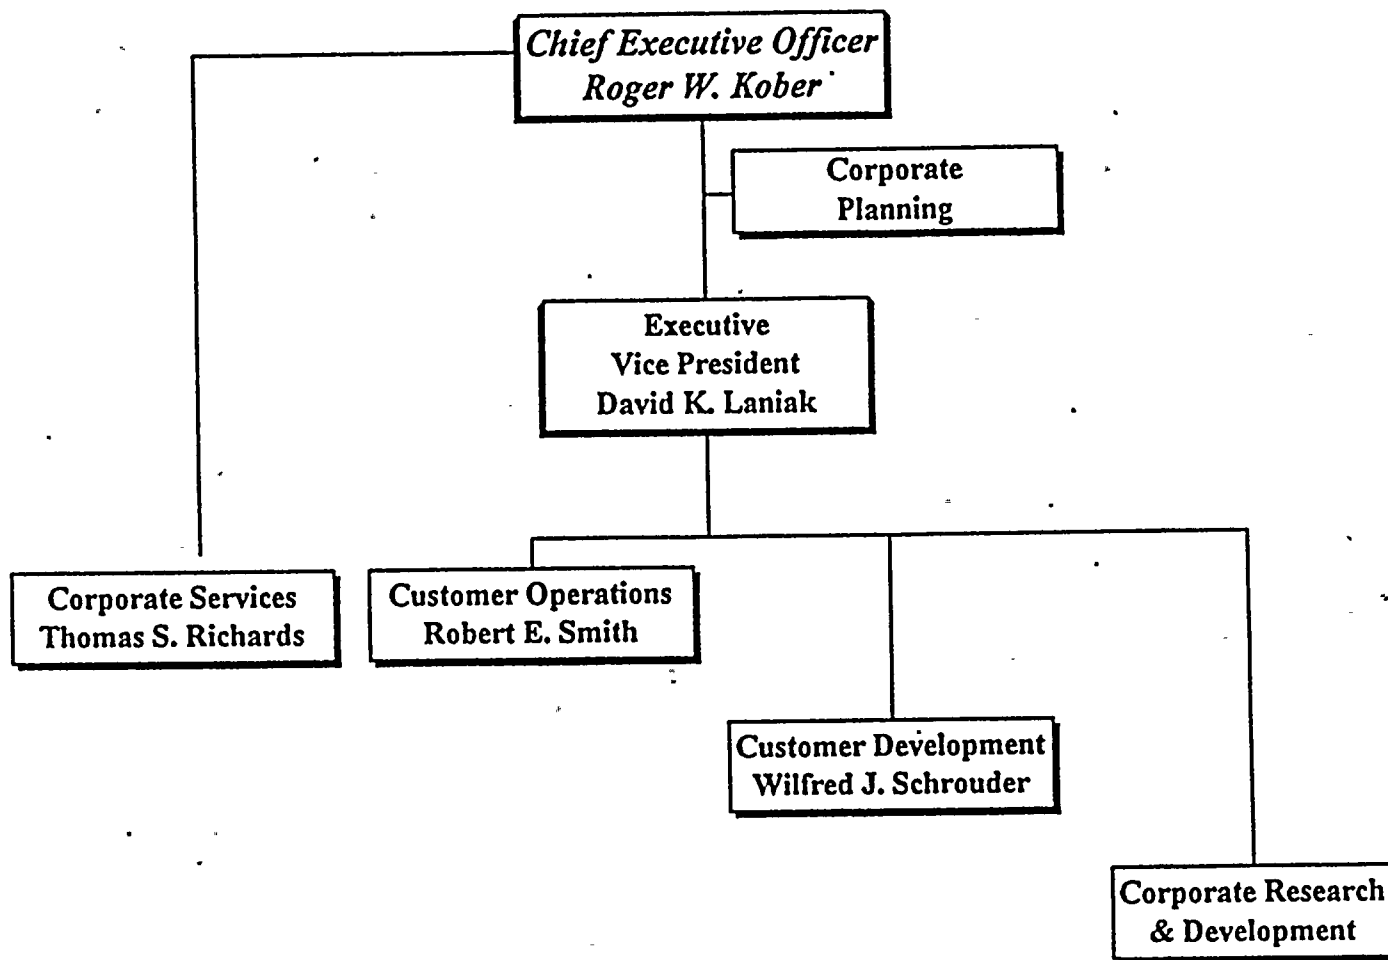 Chief Executive Officer
Roger W. Kober
Corporate
Planning
Executive
Vice President
David K. Laniak
Corporate Services
Thomas S. Richards
Customer Operations
Robert E. Smith
Customer Development
Wilfred J. Schrouder
Corporate Research
& Development